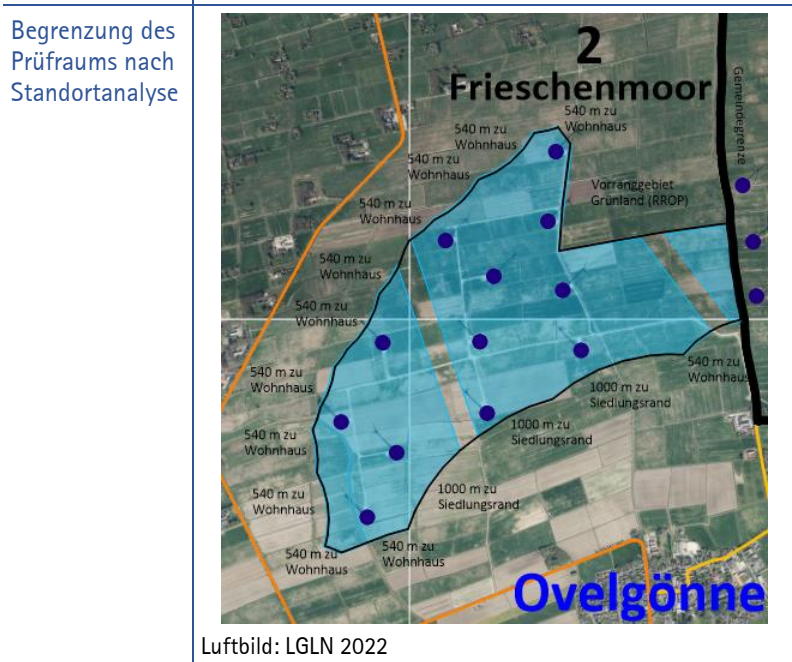 Begrenzung des
Prüfraums nach
Standortanalyse
2
Frieschenmoor
Gemeindegrenze
540 m zu
Wohnhaus
540 m zu
Wohnhaus
540 m zu
Wohnhaus
Vorranggebiet
Grünland (RROP)
540 m zu
Wohnhaus
540 m zu
Wohnhaus
540 m zu
Wohnhaus
540 m zu
Wohnhaus
540 m zu
Wohnhaus
1000 m zu
Siedlungsrand
1000 m zu
Siedlungsrand
540 m zu
Wohnhaus
1000 m zu
Siedlungsrand
540 m zu
Wohnhaus
540 m zu
Wohnhaus
540 m zu
Wohnhaus
Ovelgönne
Luftbild: LGLN 2022